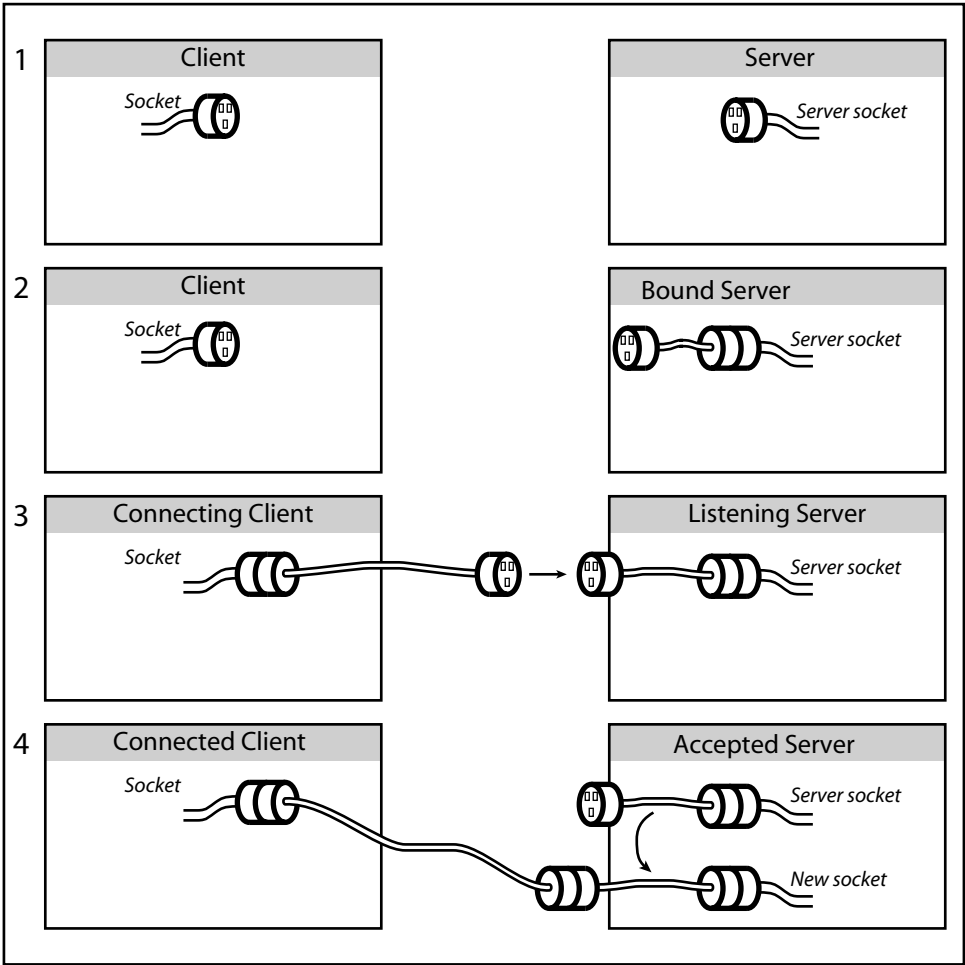 1
Client
Server
Socket
Server socket
2
Client
Bound Server
Socket
Server socket
3
Connecting Client
Listening Server
Socket
Server socket
4
Connected Client
Accepted Server
Socket
Server socket
New socket